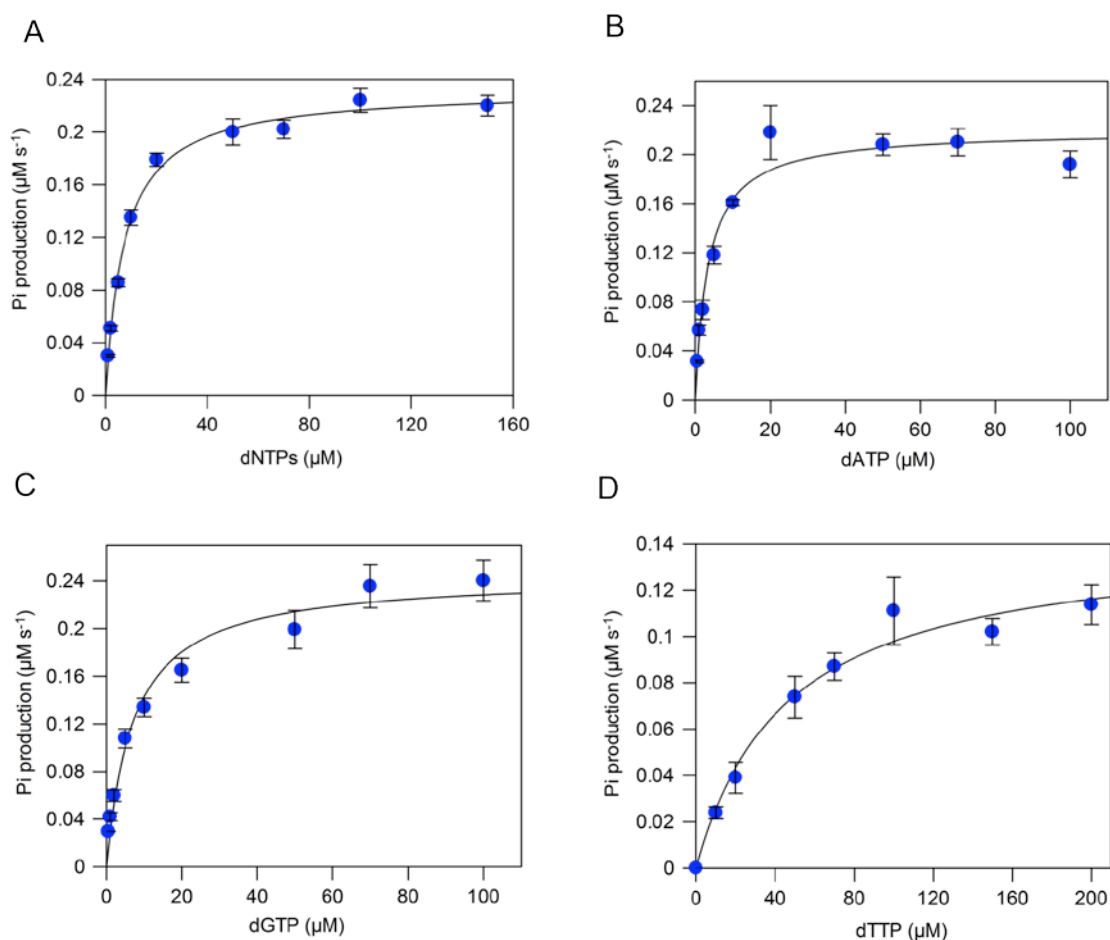 A
Pi production (µM s⁻¹)
0.24
0.2
0.16
0.12
0.08
0.04
0
0 40 80 120 160
dNTPs (µM)
B
Pi production (µM s⁻¹)
0.24
0.2
0.16
0.12
0.08
0.04
0
0 20 40 60 80 100
dATP (µM)
C
Pi production (µM s⁻¹)
0.24
0.2
0.16
0.12
0.08
0.04
0
0 20 40 60 80 100
dGTP (µM)
D
Pi production (µM s⁻¹)
0.14
0.12
0.1
0.08
0.06
0.04
0.02
0
0 40 80 120 160 200
dTTP (µM)